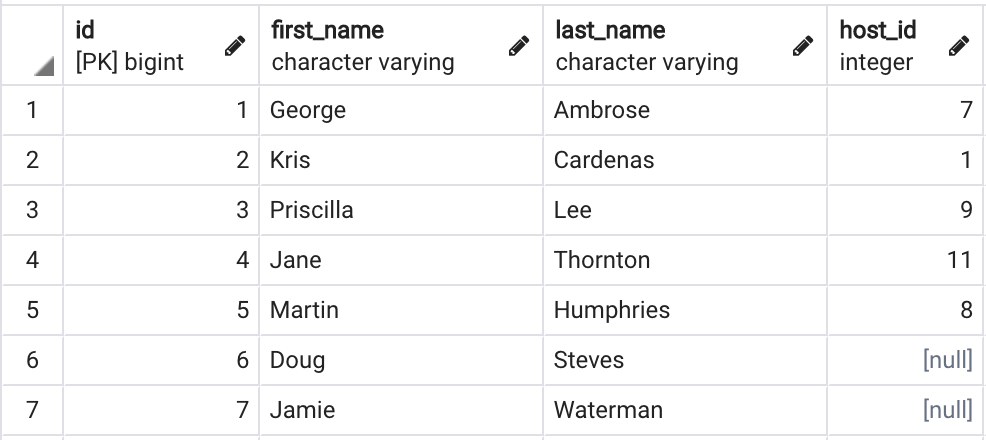 id first_name last_name host_id
[PK] bigint character varying character varying integer
1 1 George Ambrose 7
2 2 Kris Cardenas 1
3 3 Priscilla Lee 9
4 4 Jane Thornton 11
5 5 Martin Humphries 8
6 6 Doug Steves [null]
7 7 Jamie Waterman [null]